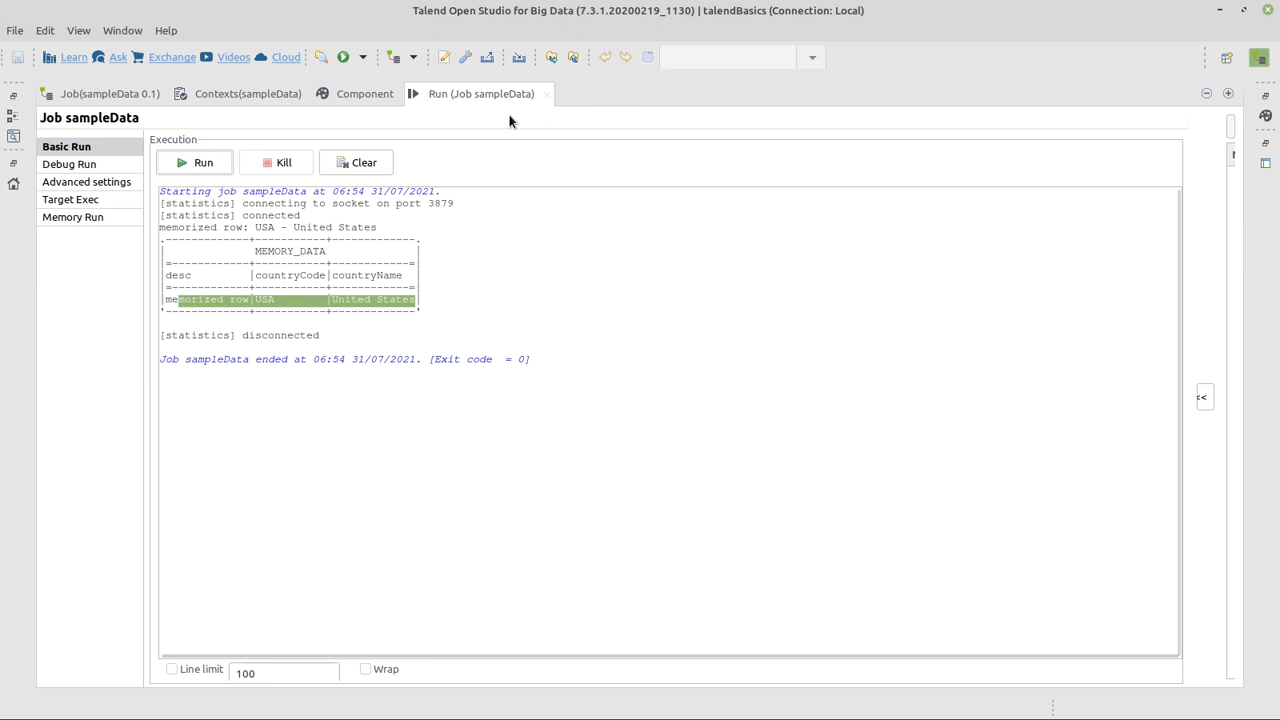 Talend Open Studio for Big Data (7.3.1.20200219_1130) | talendBasics (Connection: Local)
File Edit View Window Help
Learn Ask Exchange Videos Cloud
Job(sampleData 0.1) Contexts(sampleData) Component Run (Job sampleData)
Job sampleData
Basic Run
Debug Run
Advanced settings
Target Exec
Memory Run
Execution
Run Kill Clear
Starting job sampleData at 06:54 31/07/2021.
[statistics] connecting to socket on port 3879
[statistics] connected
memorized row: USA - United States
.------------+-----------+-------------.
|             MEMORY_DATA              |
|=-----------+-----------+------------=|
|desc        |countryCode|countryName  |
|=-----------+-----------+------------=|
|memorized row|USA        |United States|
'------------+-----------+-------------'
[statistics] disconnected
Job sampleData ended at 06:54 31/07/2021. [Exit code = 0]
<<
Line limit 100 Wrap